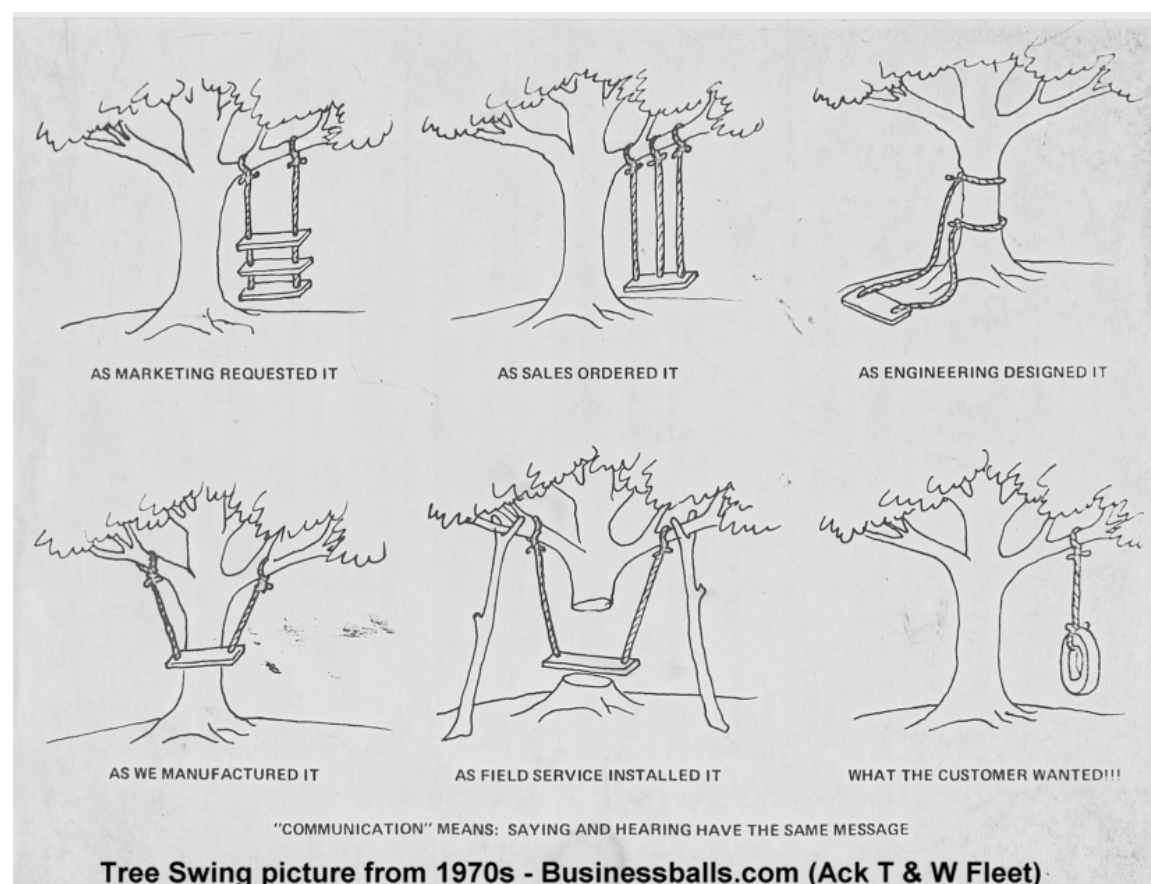 AS MARKETING REQUESTED IT
AS SALES ORDERED IT
AS ENGINEERING DESIGNED IT
AS WE MANUFACTURED IT
AS FIELD SERVICE INSTALLED IT
WHAT THE CUSTOMER WANTED!!!
"COMMUNICATION" MEANS: SAYING AND HEARING HAVE THE SAME MESSAGE
Tree Swing picture from 1970s - Businessballs.com (Ack T & W Fleet)